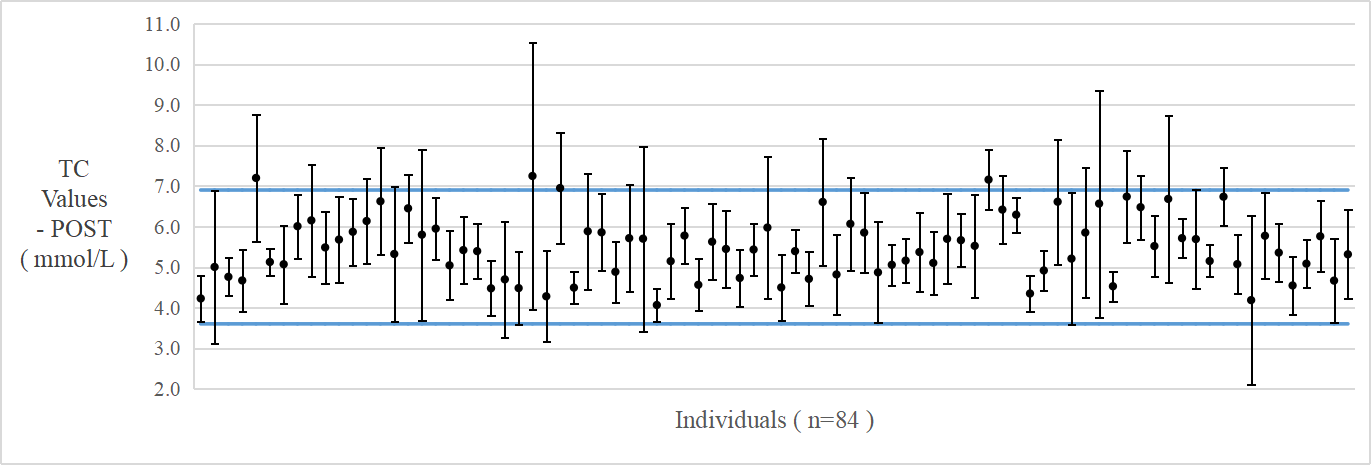 11.0
10.0
9.0
8.0
7.0
6.0
5.0
4.0
3.0
2.0
TC
Values
- POST
( mmol/L )
Individuals ( n=84 )